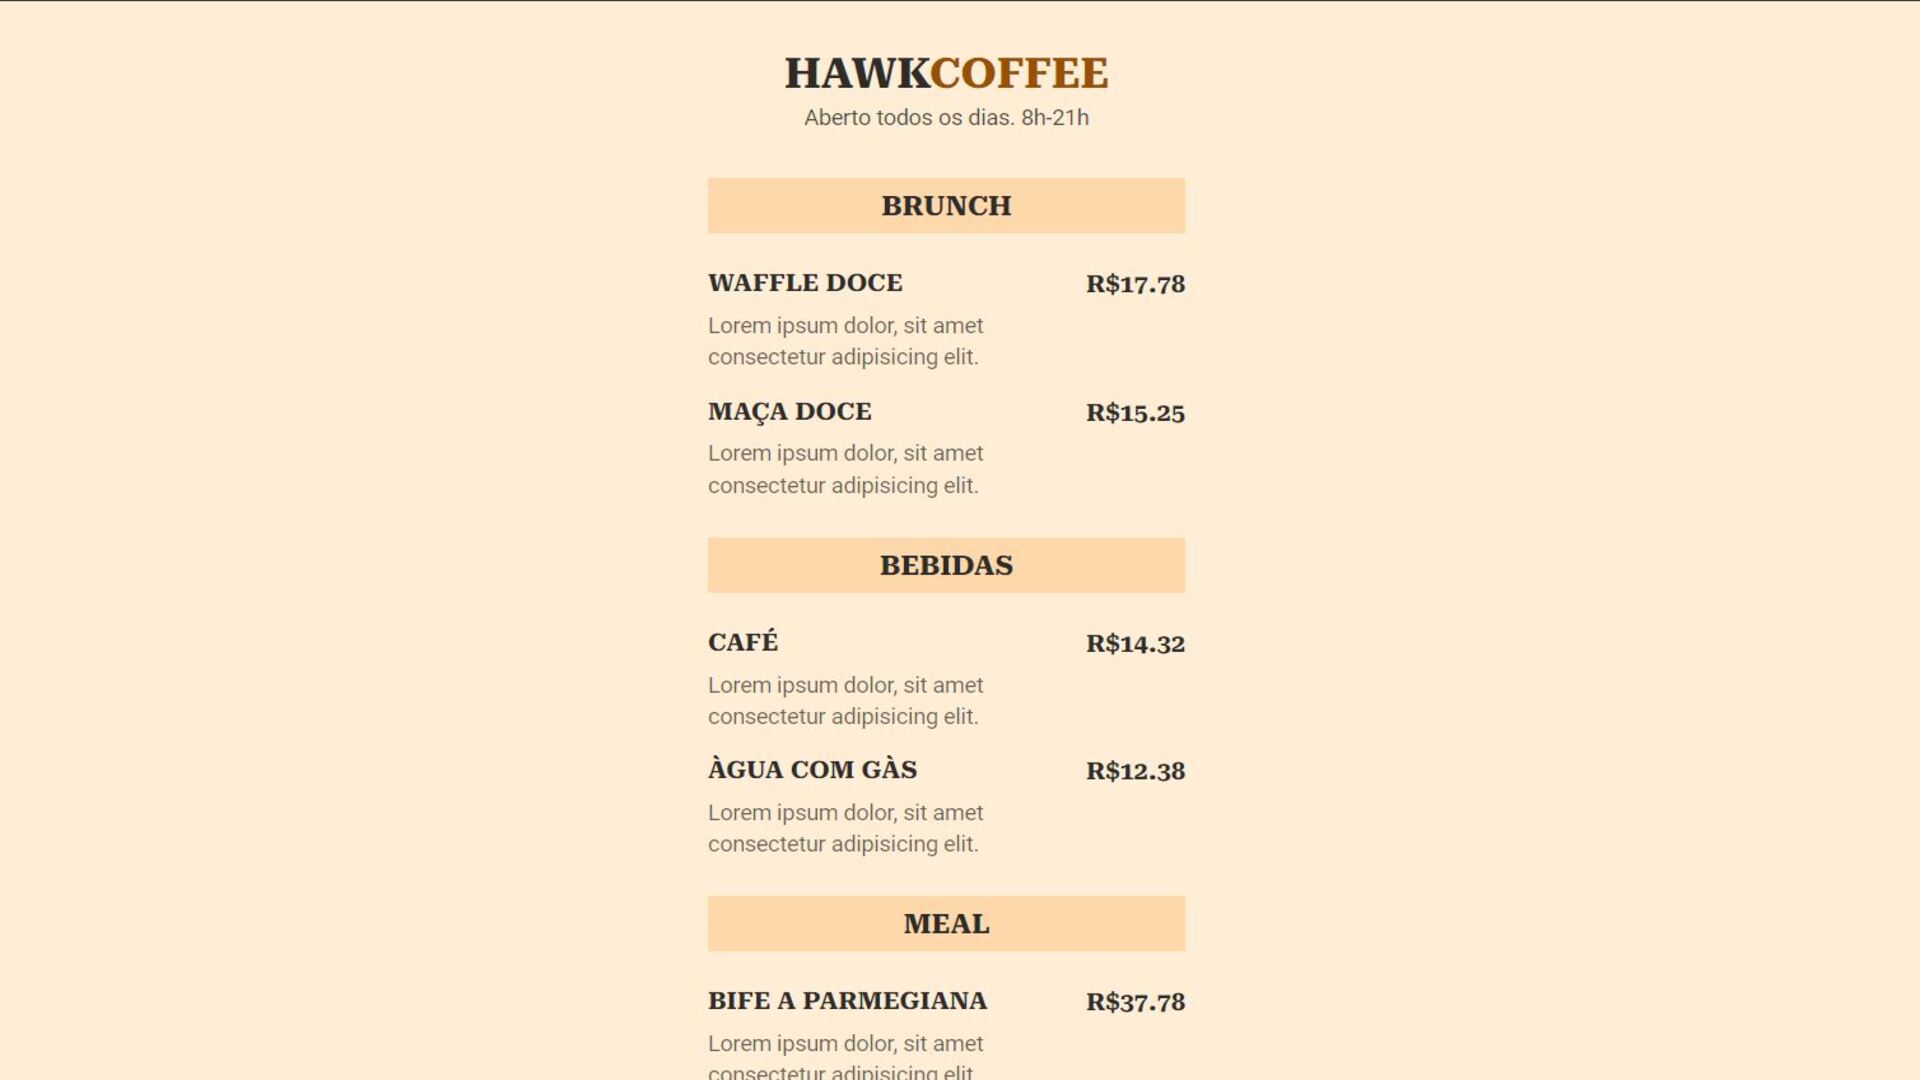 HAWKCOFFEE
Aberto todos os dias. 8h-21h
BRUNCH
WAFFLE DOCE R$17.78
Lorem ipsum dolor, sit amet
consectetur adipisicing elit.
MAÇA DOCE R$15.25
Lorem ipsum dolor, sit amet
consectetur adipisicing elit.
BEBIDAS
CAFÉ R$14.32
Lorem ipsum dolor, sit amet
consectetur adipisicing elit.
ÀGUA COM GÀS R$12.38
Lorem ipsum dolor, sit amet
consectetur adipisicing elit.
MEAL
BIFE A PARMEGIANA R$37.78
Lorem ipsum dolor, sit amet
consectetur adipisicing elit.